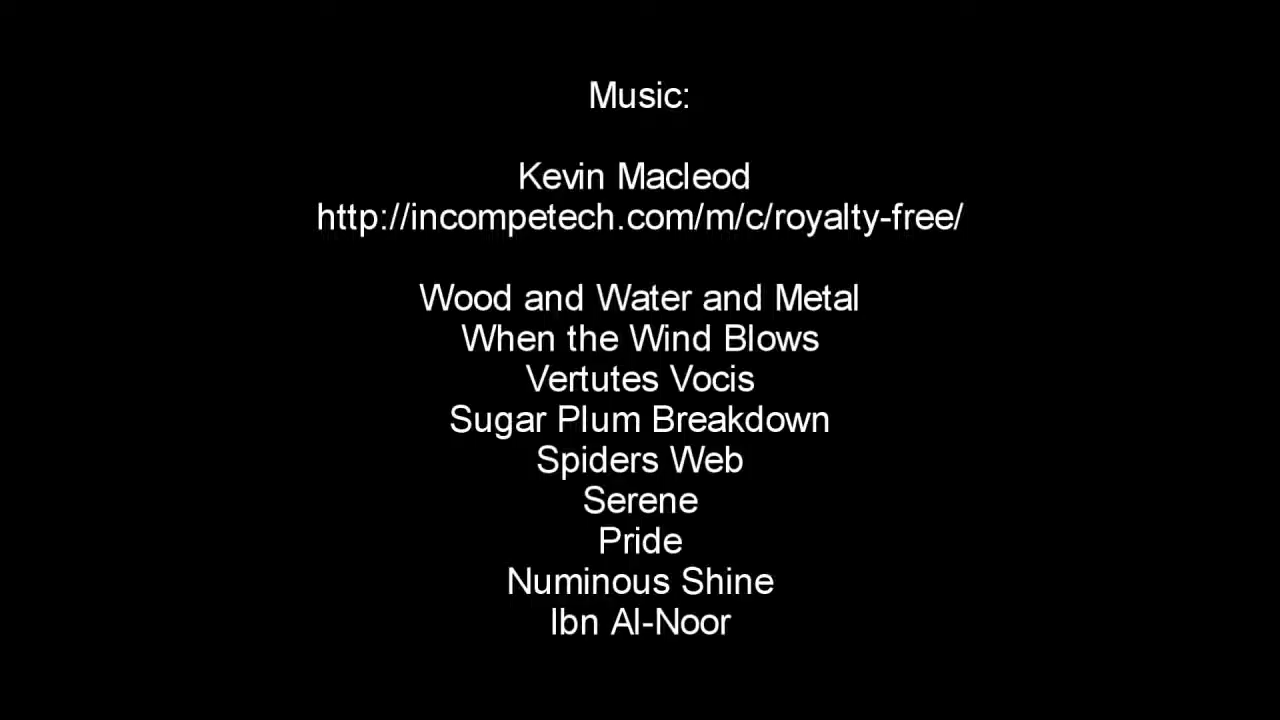 Music:
Kevin Macleod
http://incompetech.com/m/c/royalty-free/
Wood and Water and Metal
When the Wind Blows
Vertutes Vocis
Sugar Plum Breakdown
Spiders Web
Serene
Pride
Numinous Shine
Ibn Al-Noor